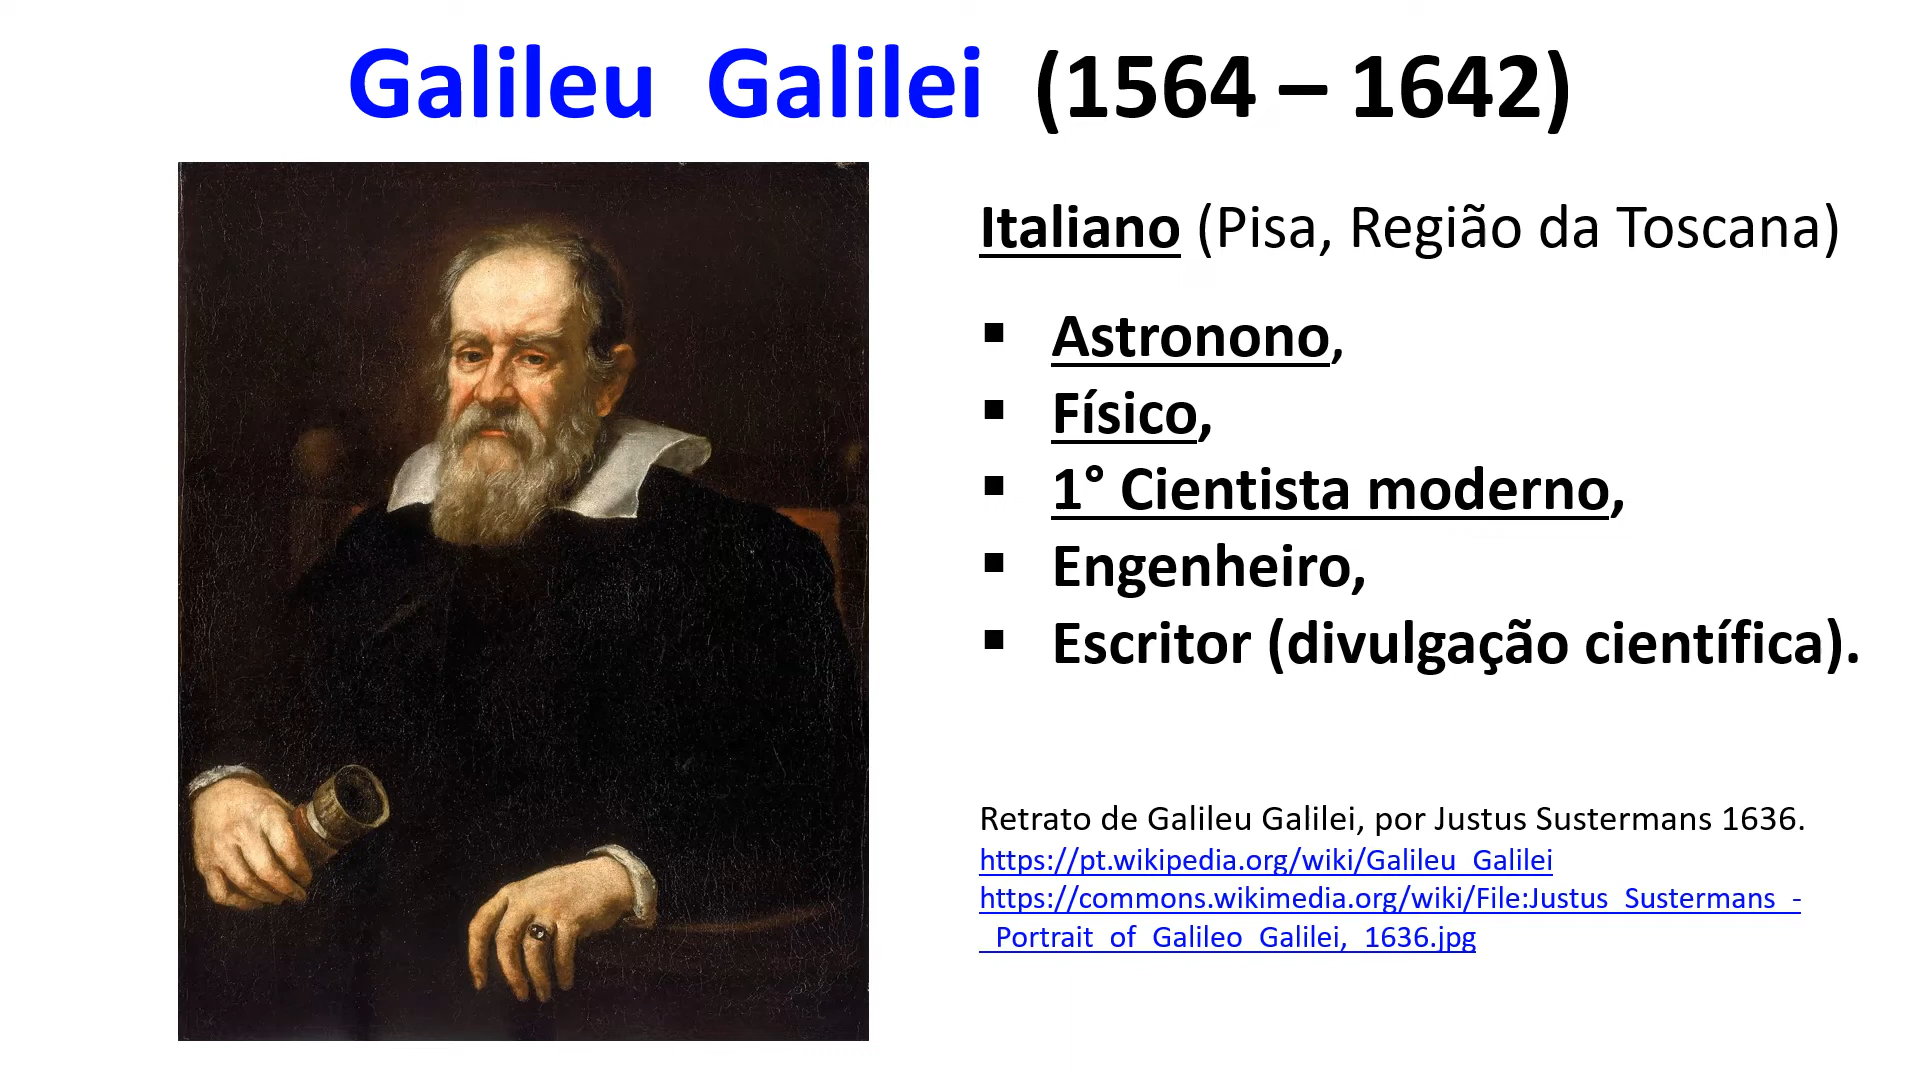 Galileu Galilei (1564 – 1642)
Italiano (Pisa, Região da Toscana)
▪ Astronono,
▪ Físico,
▪ 1° Cientista moderno,
▪ Engenheiro,
▪ Escritor (divulgação científica).
Retrato de Galileu Galilei, por Justus Sustermans 1636.
https://pt.wikipedia.org/wiki/Galileu_Galilei
https://commons.wikimedia.org/wiki/File:Justus_Sustermans_-
_Portrait_of_Galileo_Galilei,_1636.jpg